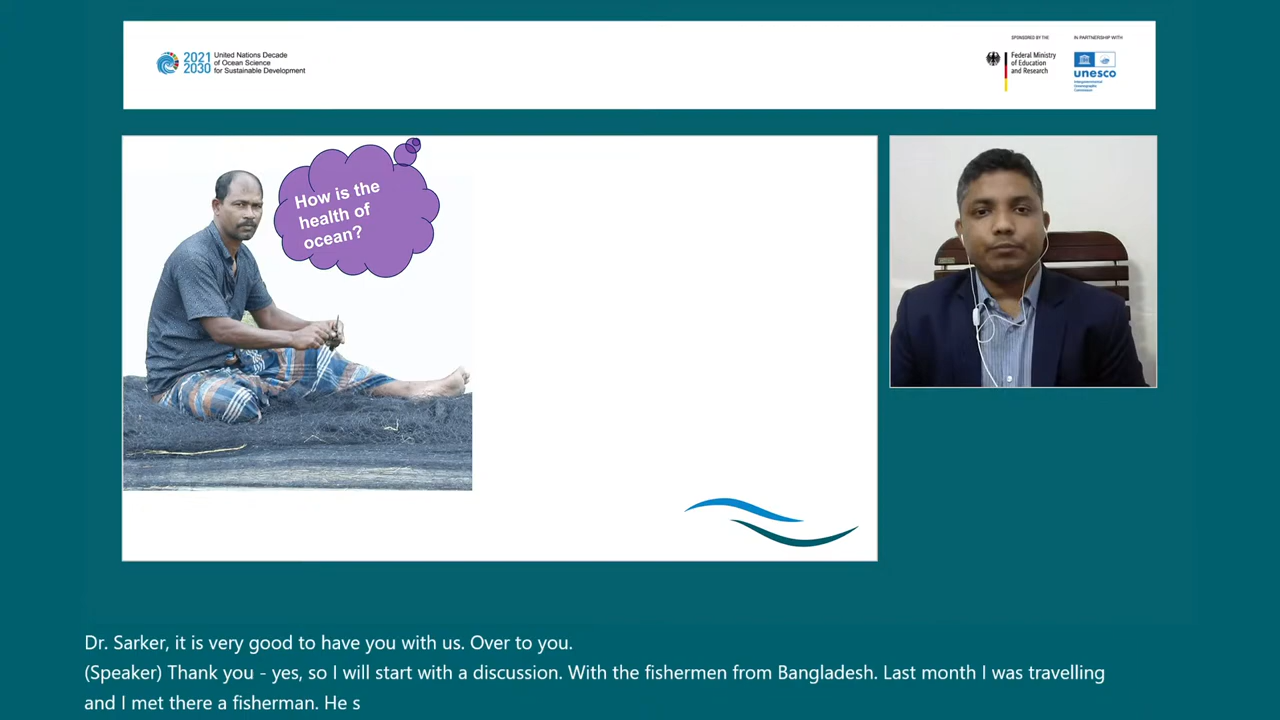 2021
2030
United Nations Decade
of Ocean Science
for Sustainable Development
SPONSORED BY THE
Federal Ministry
of Education
and Research
IN PARTNERSHIP WITH
unesco
Intergovernmental
Oceanographic
Commission
How is the
health of
ocean?
Dr. Sarker, it is very good to have you with us. Over to you.
(Speaker) Thank you - yes, so I will start with a discussion. With the fishermen from Bangladesh. Last month I was travelling
and I met there a fisherman. He s